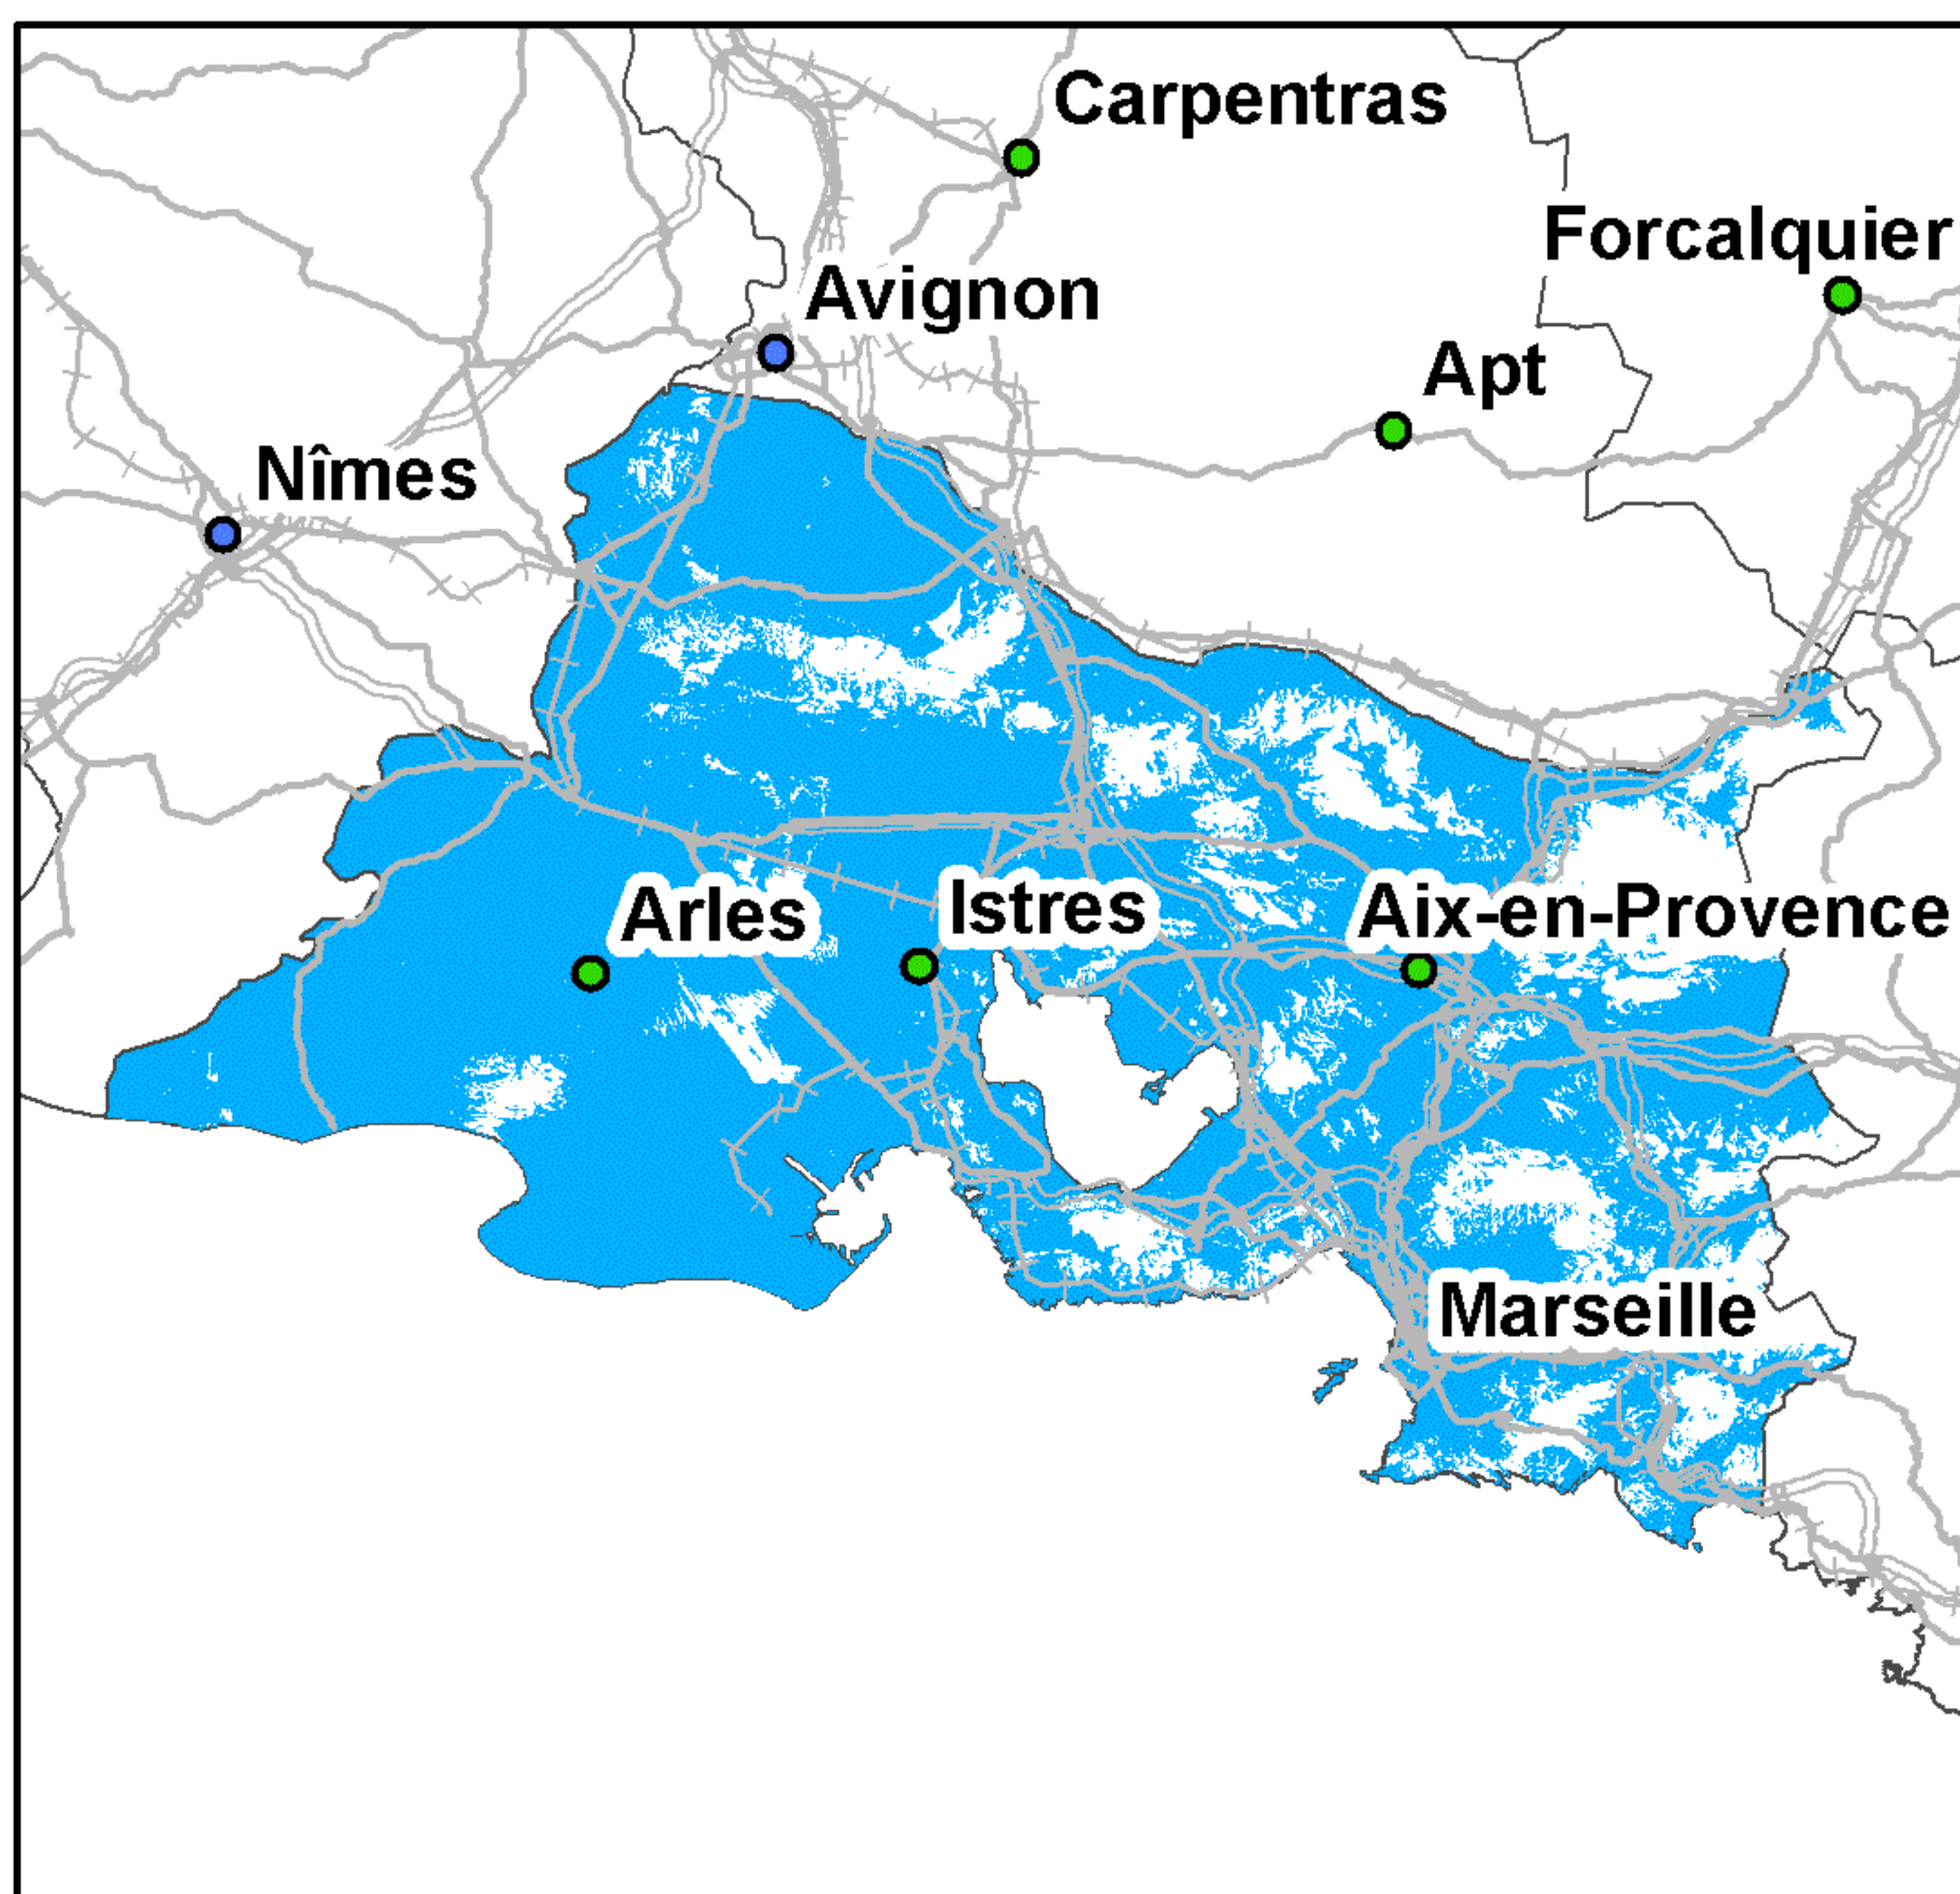 Carpentras
Forcalquier
Avignon
Apt
Nîmes
Arles
Istres
Aix-en-Provence
Marseille